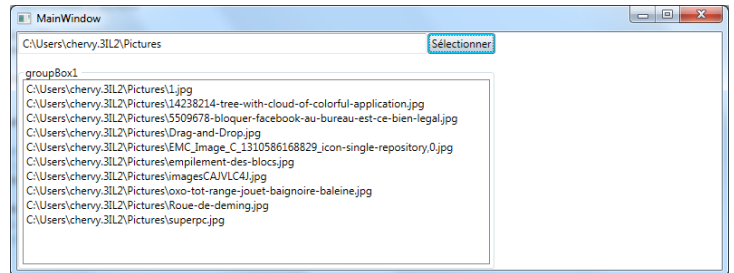 MainWindow
C:\Users\chervy.3IL2\Pictures Sélectionner
groupBox1
C:\Users\chervy.3IL2\Pictures\1.jpg
C:\Users\chervy.3IL2\Pictures\14238214-tree-with-cloud-of-colorful-application.jpg
C:\Users\chervy.3IL2\Pictures\5509678-bloquer-facebook-au-bureau-est-ce-bien-legal.jpg
C:\Users\chervy.3IL2\Pictures\Drag-and-Drop.jpg
C:\Users\chervy.3IL2\Pictures\EMC_Image_C_1310586168829_icon-single-repository,0.jpg
C:\Users\chervy.3IL2\Pictures\empilement-des-blocs.jpg
C:\Users\chervy.3IL2\Pictures\imagesCAJVLC4J.jpg
C:\Users\chervy.3IL2\Pictures\oxo-tot-range-jouet-baignoire-baleine.jpg
C:\Users\chervy.3IL2\Pictures\Roue-de-deming.jpg
C:\Users\chervy.3IL2\Pictures\superpc.jpg